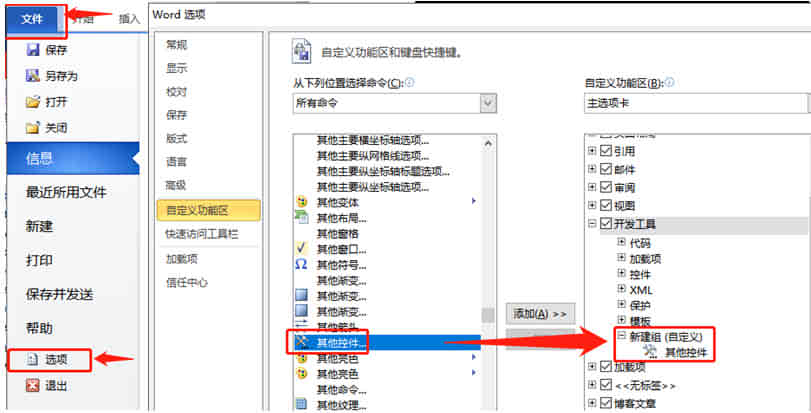 文件
开始
插入
保存
另存为
打开
关闭
信息
最近所用文件
新建
打印
保存并发送
帮助
选项
退出
Word 选项
常规
显示
校对
保存
版式
语言
高级
自定义功能区
快速访问工具栏
加载项
信任中心
自定义功能区和键盘快捷键。
从下列位置选择命令(C):
所有命令
其他主要横坐标轴选项...
其他主要纵网格线选项...
其他主要纵坐标轴标题选项...
其他主要纵坐标轴选项...
其他变体
其他布局...
其他窗格
其他窗口...
其他符号...
其他渐变...
其他渐变...
其他渐变...
其他箭头
其他控件...
其他亮色
其他亮色
其他命令...
其他纹理...
添加(A) >>
自定义功能区(B):
主选项卡
引用
邮件
审阅
视图
开发工具
代码
加载项
控件
XML
保护
模板
新建组 (自定义)
其他控件
加载项
<<无标签>>
博客文章